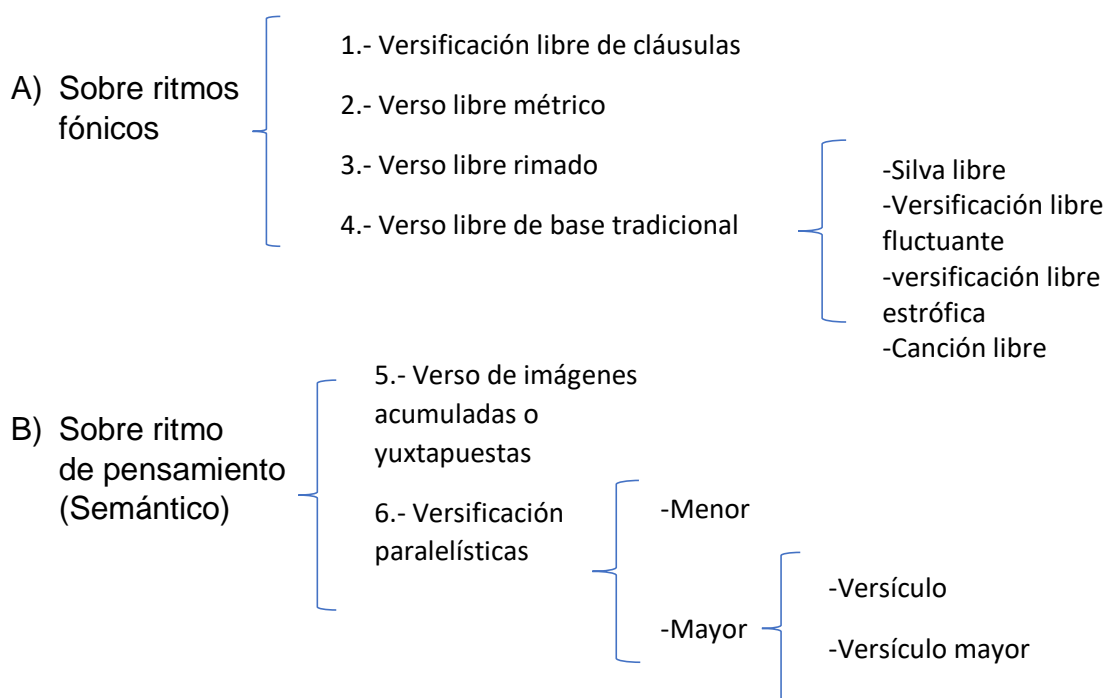 A) Sobre ritmos
fónicos
1.- Versificación libre de cláusulas
2.- Verso libre métrico
3.- Verso libre rimado
4.- Verso libre de base tradicional
-Silva libre
-Versificación libre
fluctuante
-versificación libre
estrófica
-Canción libre
B) Sobre ritmo
de pensamiento
(Semántico)
5.- Verso de imágenes
acumuladas o
yuxtapuestas
6.- Versificación
paralelísticas
-Menor
-Mayor
-Versículo
-Versículo mayor